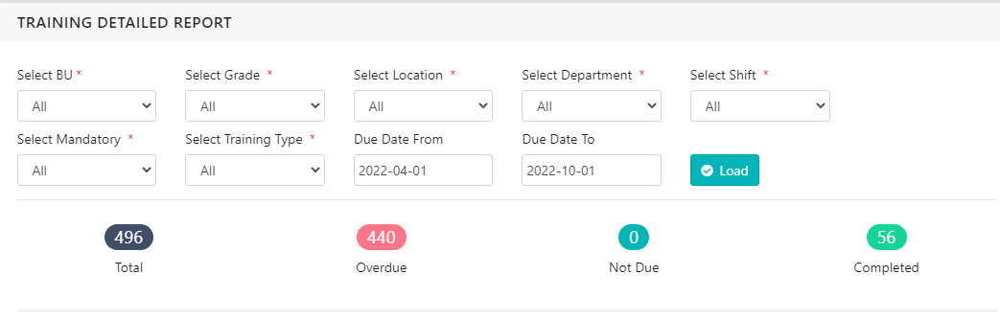 TRAINING DETAILED REPORT
Select BU * Select Grade * Select Location * Select Department * Select Shift *
All All All All All
Select Mandatory * Select Training Type * Due Date From Due Date To
All All 2022-04-01 2022-10-01 Load
496 440 0 56
Total Overdue Not Due Completed